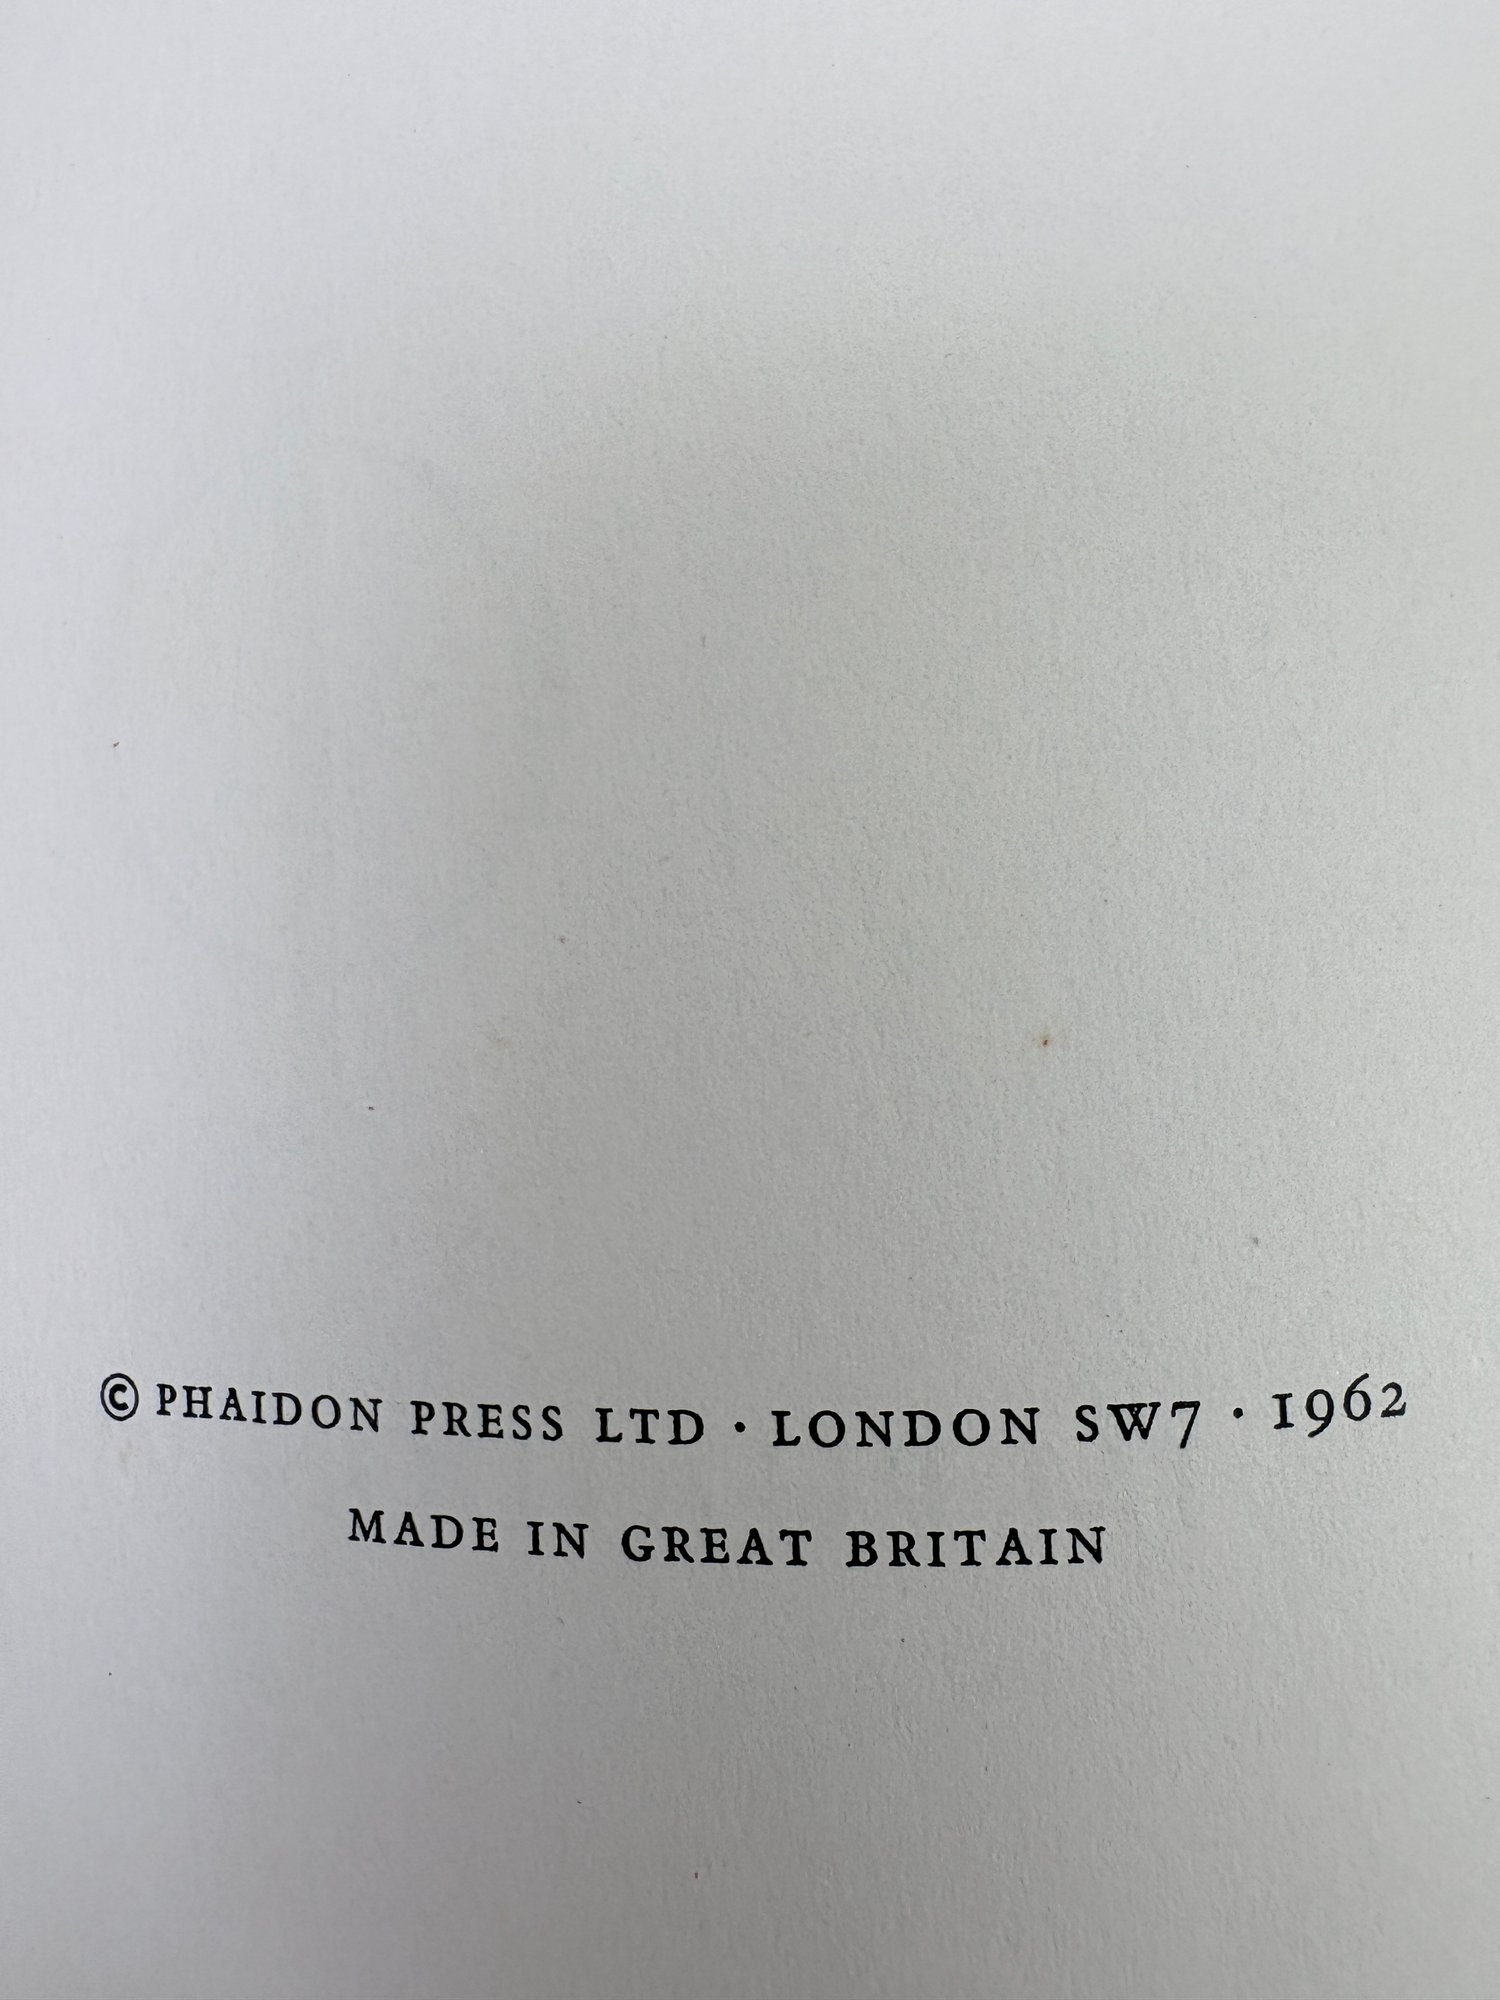 © PHAIDON PRESS LTD · LONDON SW7 · 1962
MADE IN GREAT BRITAIN